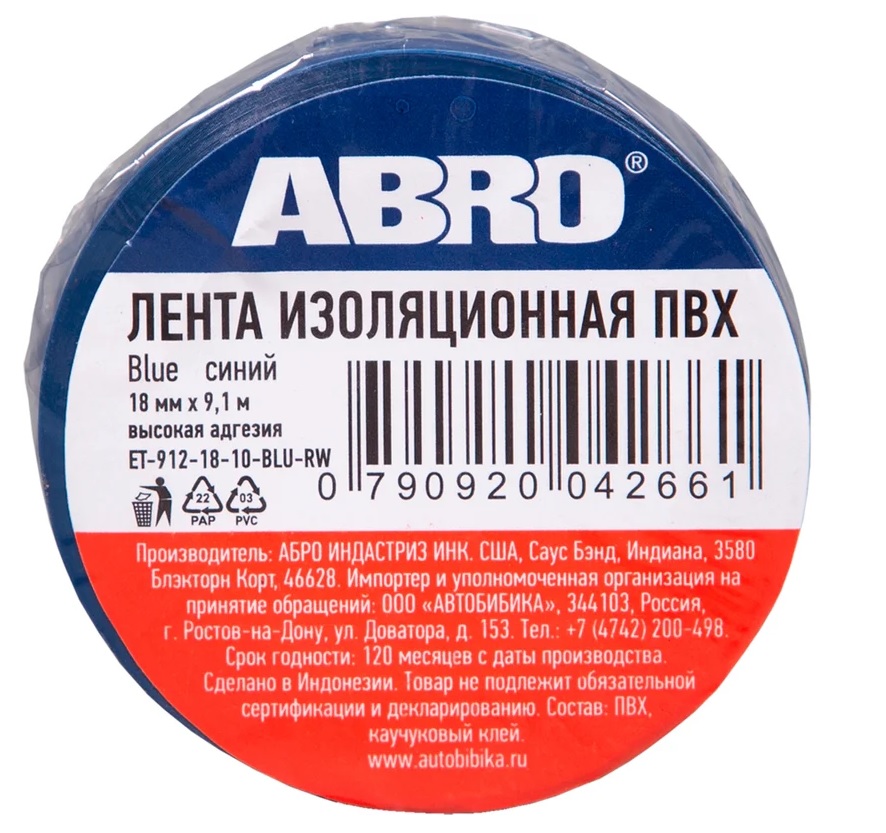 ABRO®
ЛЕНТА ИЗОЛЯЦИОННАЯ ПВХ
Blue синий
18 мм х 9,1 м
высокая адгезия
ET-912-18-10-BLU-RW
0 790920 042661
22 03
PAP PVC
Производитель: АБРО ИНДАСТРИЗ ИНК. США, Саус Бэнд, Индиана, 3580
Блэкторн Корт, 46628. Импортер и уполномоченная организация на
принятие обращений: ООО «АВТОБИБИКА», 344103, Россия,
г. Ростов-на-Дону, ул. Доватора, д. 153. Тел.: +7 (4742) 200-498.
Срок годности: 120 месяцев с даты производства.
Сделано в Индонезии. Товар не подлежит обязательной
сертификации и декларированию. Состав: ПВХ,
каучуковый клей.
www.autobibika.ru